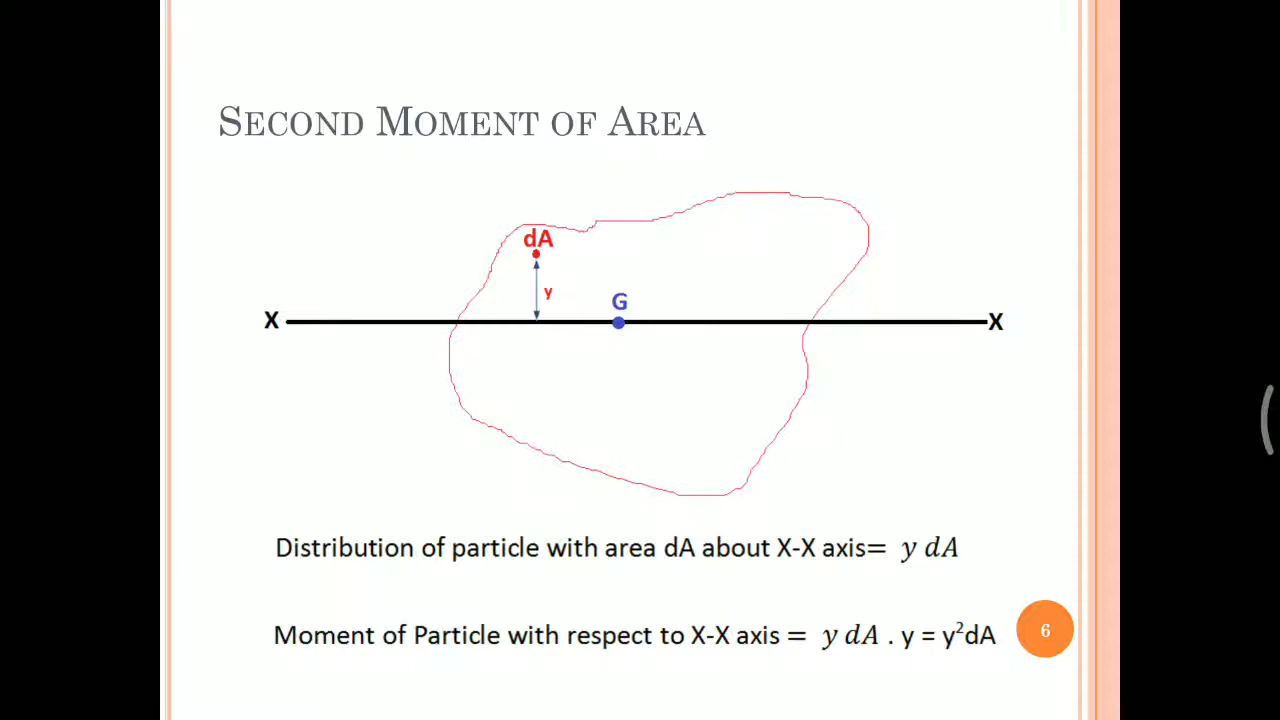 SECOND MOMENT OF AREA
dA
y
G
X
X
Distribution of particle with area dA about X-X axis= y dA
Moment of Particle with respect to X-X axis = y dA . y = y²dA
6